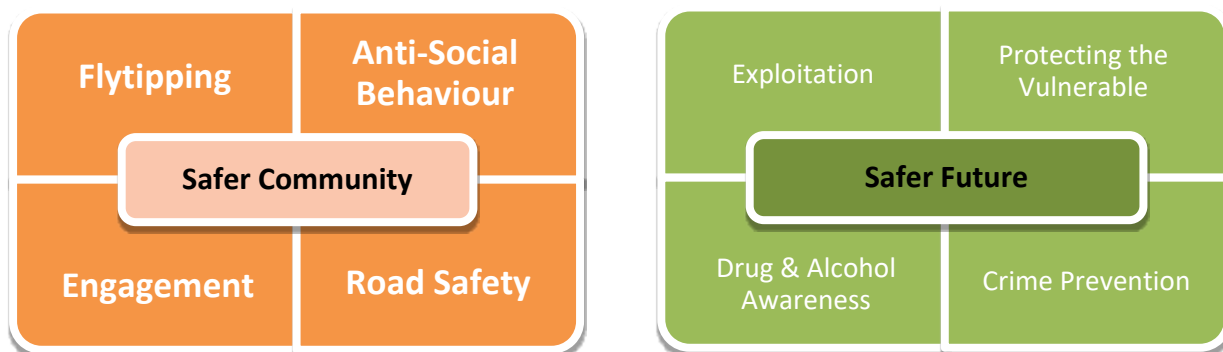 Flytipping
Anti-Social
Behaviour
Safer Community
Engagement
Road Safety
Exploitation
Protecting the
Vulnerable
Safer Future
Drug & Alcohol
Awareness
Crime Prevention